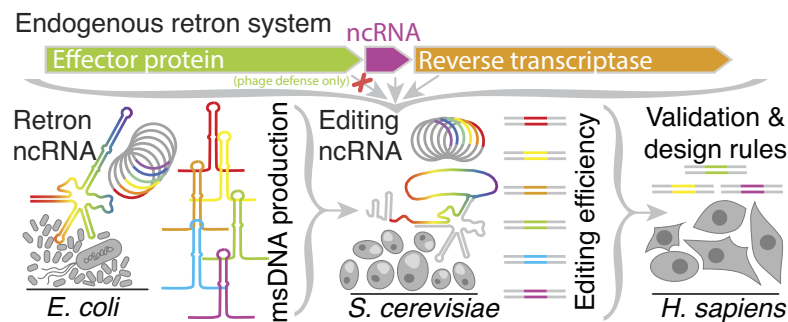 Endogenous retron system
ncRNA
Effector protein
Reverse transcriptase
(phage defense only)
Retron
ncRNA
msDNA production
Editing
ncRNA
Editing efficiency
Validation &
design rules
E. coli
S. cerevisiae
H. sapiens